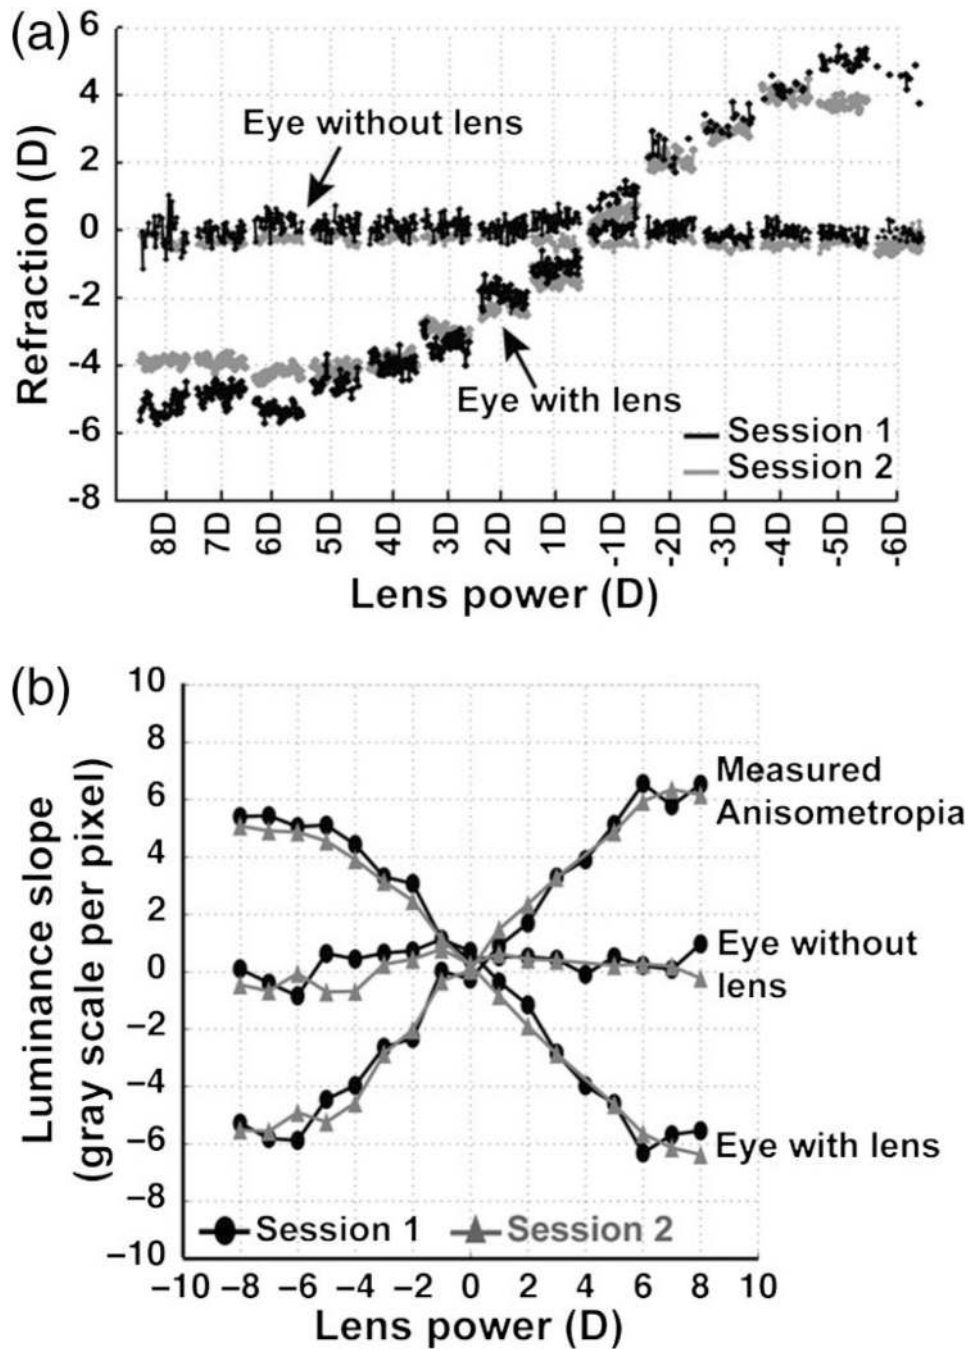 (a)
6
4
2
0
-2
-4
-6
-8
Refraction (D)
Eye without lens
Eye with lens
Session 1
Session 2
8D 7D 6D 5D 4D 3D 2D 1D -1D -2D -3D -4D -5D -6D
Lens power (D)
(b)
10
8
6
4
2
0
−2
−4
−6
−8
−10
Luminance slope
(gray scale per pixel)
Measured
Anisometropia
Eye without
lens
Eye with lens
Session 1 Session 2
−10 −8 −6 −4 −2 0 2 4 6 8 10
Lens power (D)